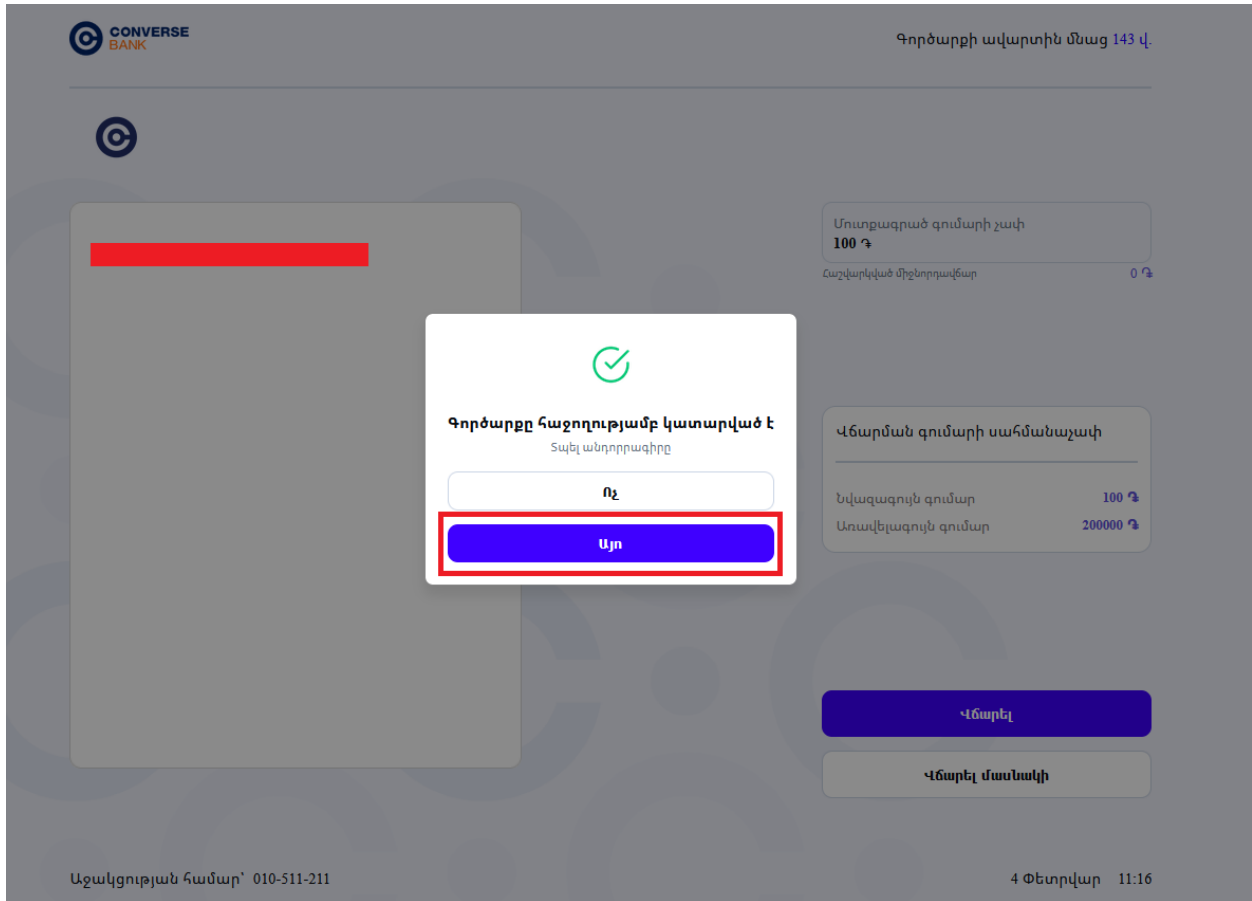 CONVERSE
BANK
Գործարքի ավարտին մնաց 143 վ.
Մուտքագրած գումարի չափ
100 ֏
Հաշվարկված միջնորդավճար 0 ֏
Գործարքը հաջողությամբ կատարված է
Տպել անդորրագիրը
Ոչ
Այո
Վճարման գումարի սահմանաչափ
Նվազագույն գումար 100 ֏
Առավելագույն գումար 200000 ֏
Վճարել
Վճարել մասնակի
Աջակցության համար՝ 010-511-211
4 Փետրվար 11:16